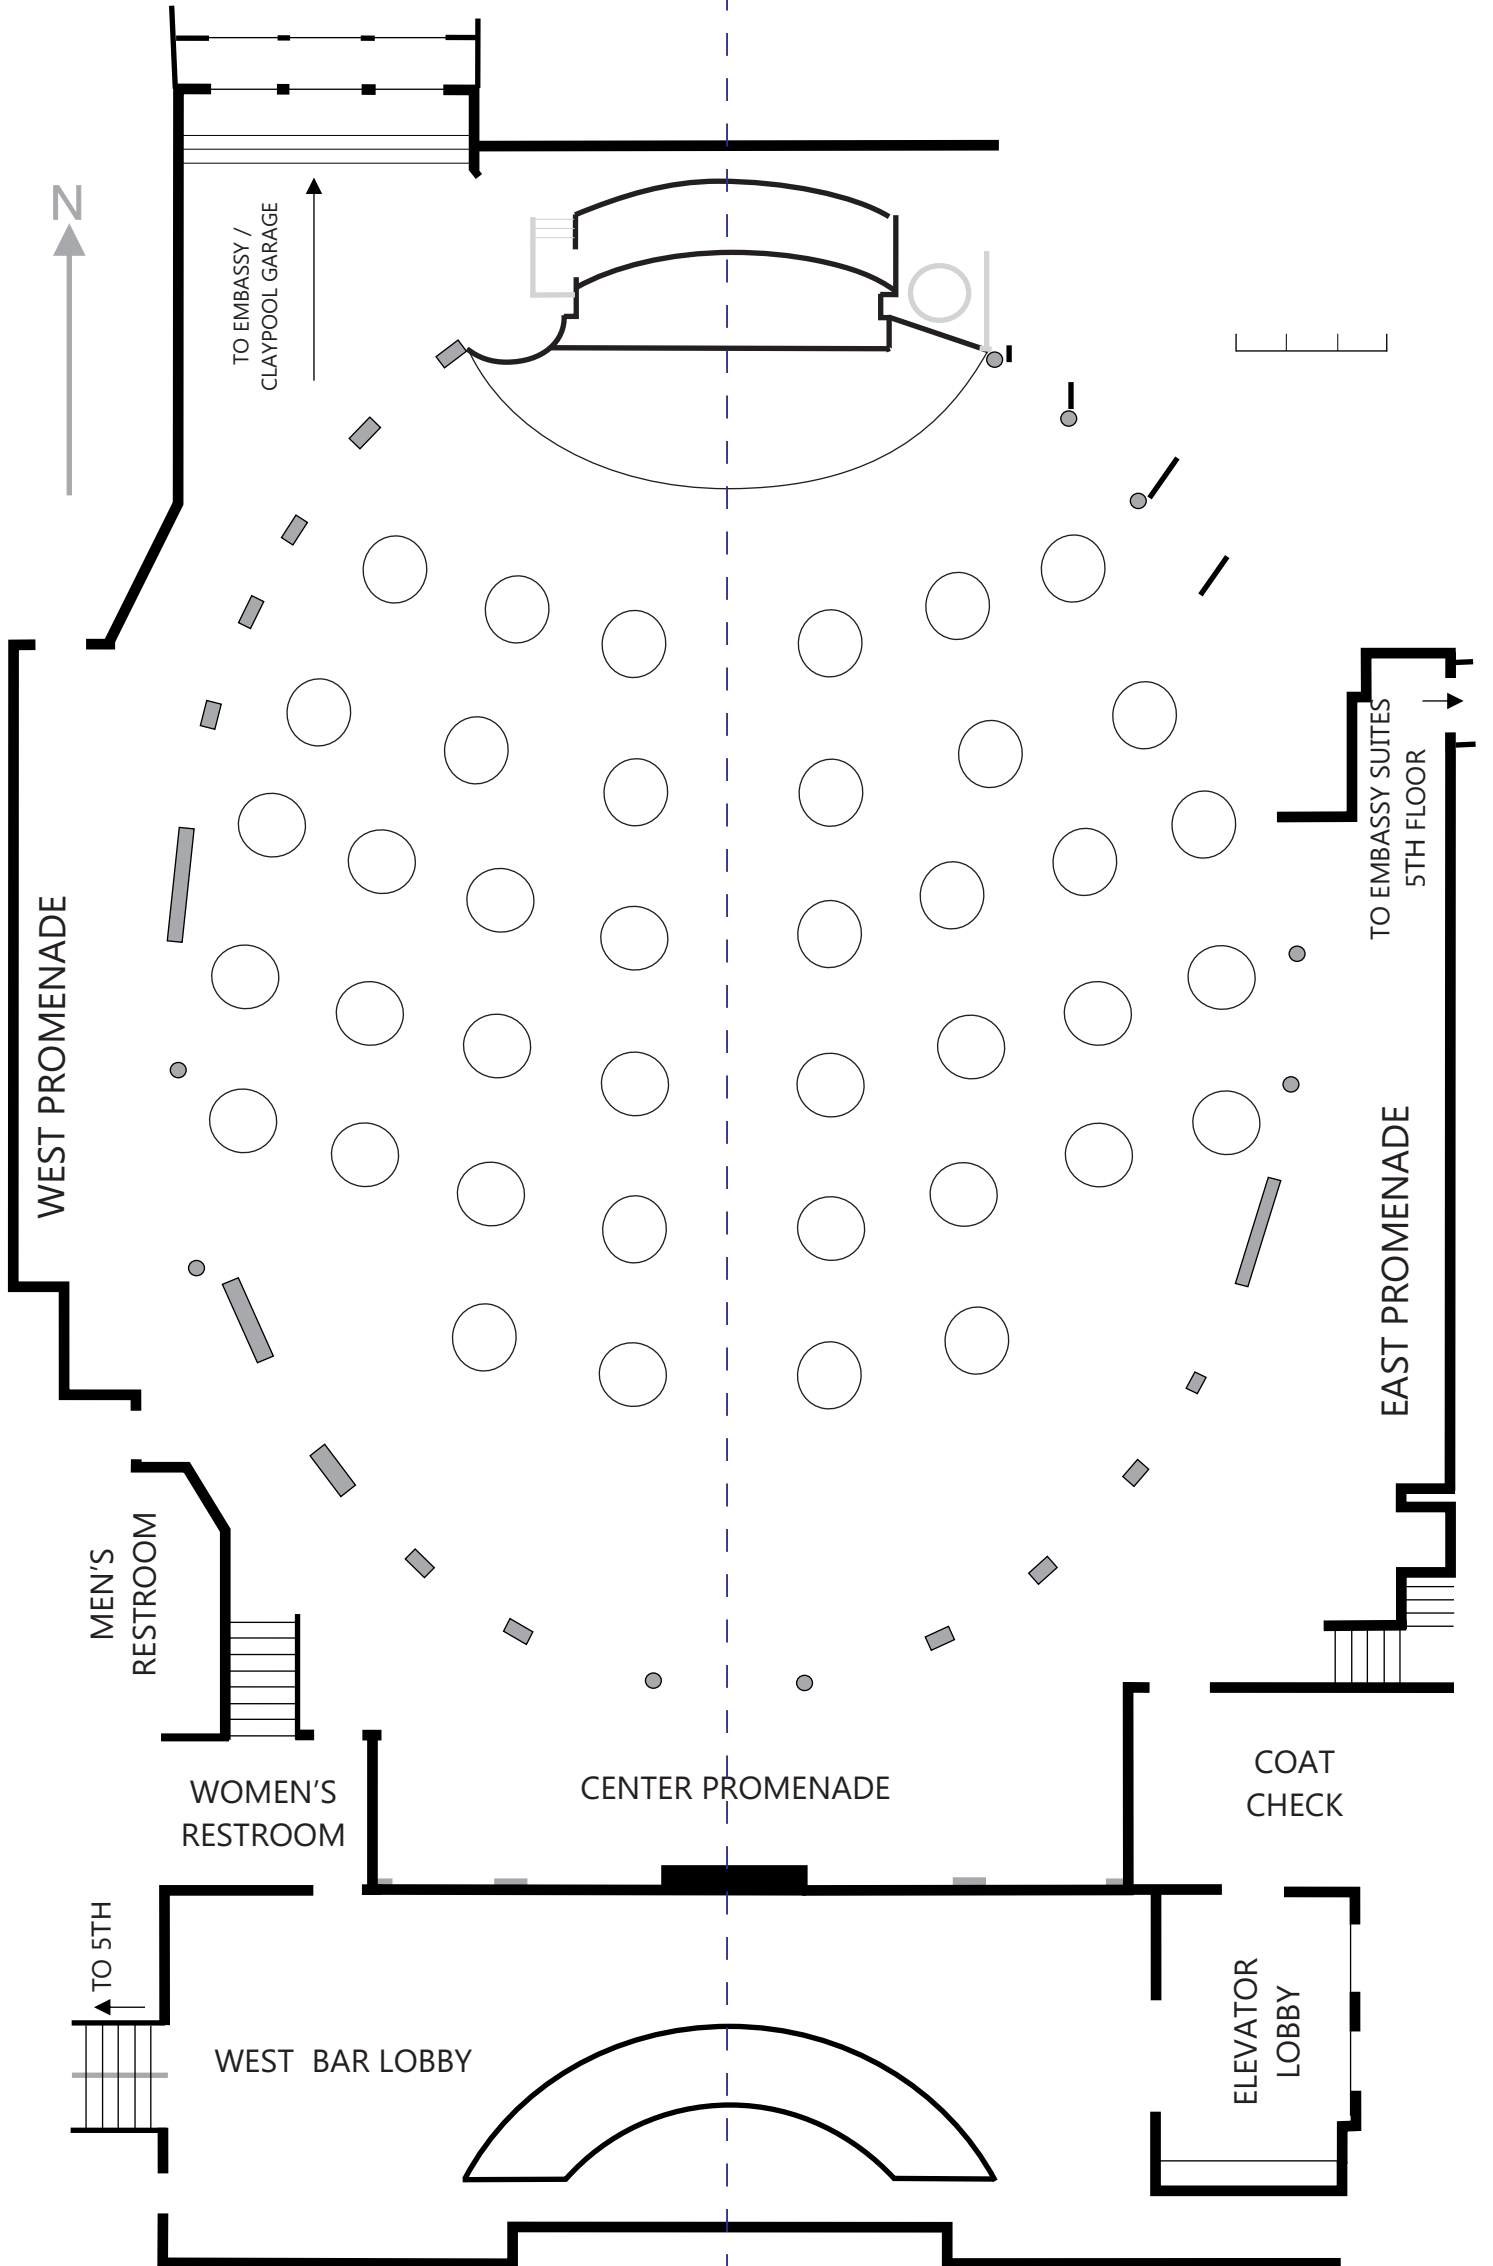 N
TO EMBASSY /
CLAYPOOL GARAGE
TO EMBASSY SUITES
5TH FLOOR
WEST PROMENADE
EAST PROMENADE
MEN'S
RESTROOM
WOMEN'S
RESTROOM
CENTER PROMENADE
COAT
CHECK
TO 5TH
WEST BAR LOBBY
ELEVATOR
LOBBY